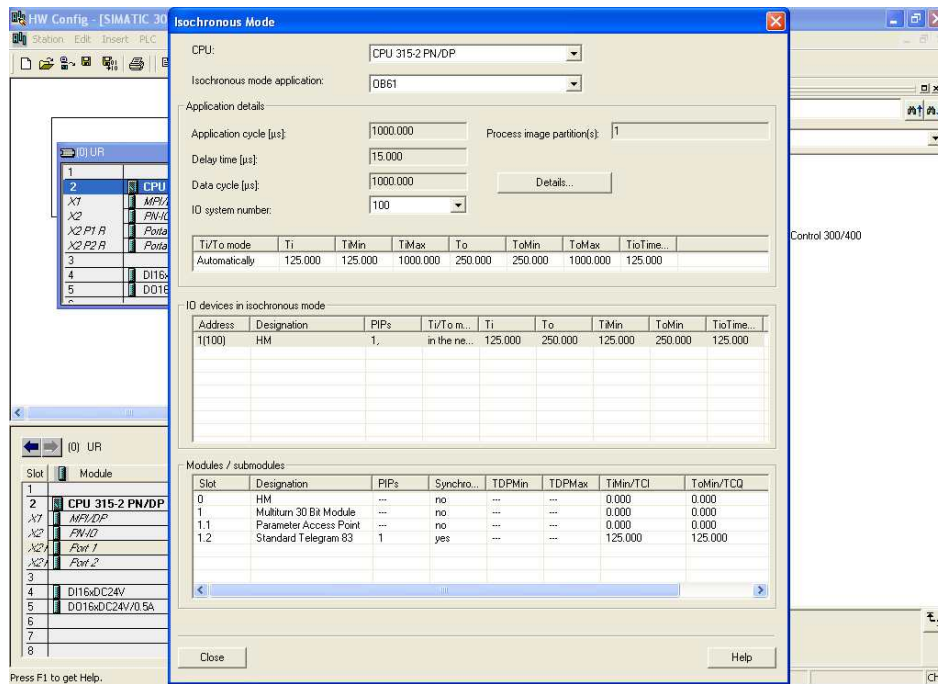 HW Config - [SIMATIC 30
Station Edit Insert PLC
(0) UR
1
2 CPU
X1 MPI/D
X2 PN-IO
X2 P1 R Porta
X2 P2 R Porta
3
4 DI16x
5 DO16
Control 300/400
Isochronous Mode
CPU: CPU 315-2 PN/DP
Isochronous mode application: OB61
Application details
Application cycle [µs]: 1000.000 Process image partition(s): 1
Delay time [µs]: 15.000
Data cycle [µs]: 1000.000 Details...
IO system number: 100
Ti/To mode Ti TiMin TiMax To ToMin ToMax TioTime...
Automatically 125.000 125.000 1000.000 250.000 250.000 1000.000 125.000
IO devices in isochronous mode
Address Designation PIPs Ti/To m... Ti To TiMin ToMin TioTime...
1(100) HM 1, in the ne... 125.000 250.000 125.000 250.000 125.000
Modules / submodules
Slot Designation PIPs Synchro... TDPMin TDPMax TiMin/TCI ToMin/TCQ
0 HM --- no --- --- 0.000 0.000
1 Multiturn 30 Bit Module --- no --- --- 0.000 0.000
1.1 Parameter Access Point --- no --- --- 0.000 0.000
1.2 Standard Telegram 83 1 yes --- --- 125.000 125.000
Close Help
(0) UR
Slot Module
1
2 CPU 315-2 PN/DP
X1 MPI/DP
X2 PN-IO
X2 Port 1
X2 Port 2
3
4 DI16xDC24V
5 DO16xDC24V/0.5A
6
7
8
Press F1 to get Help.
Ch